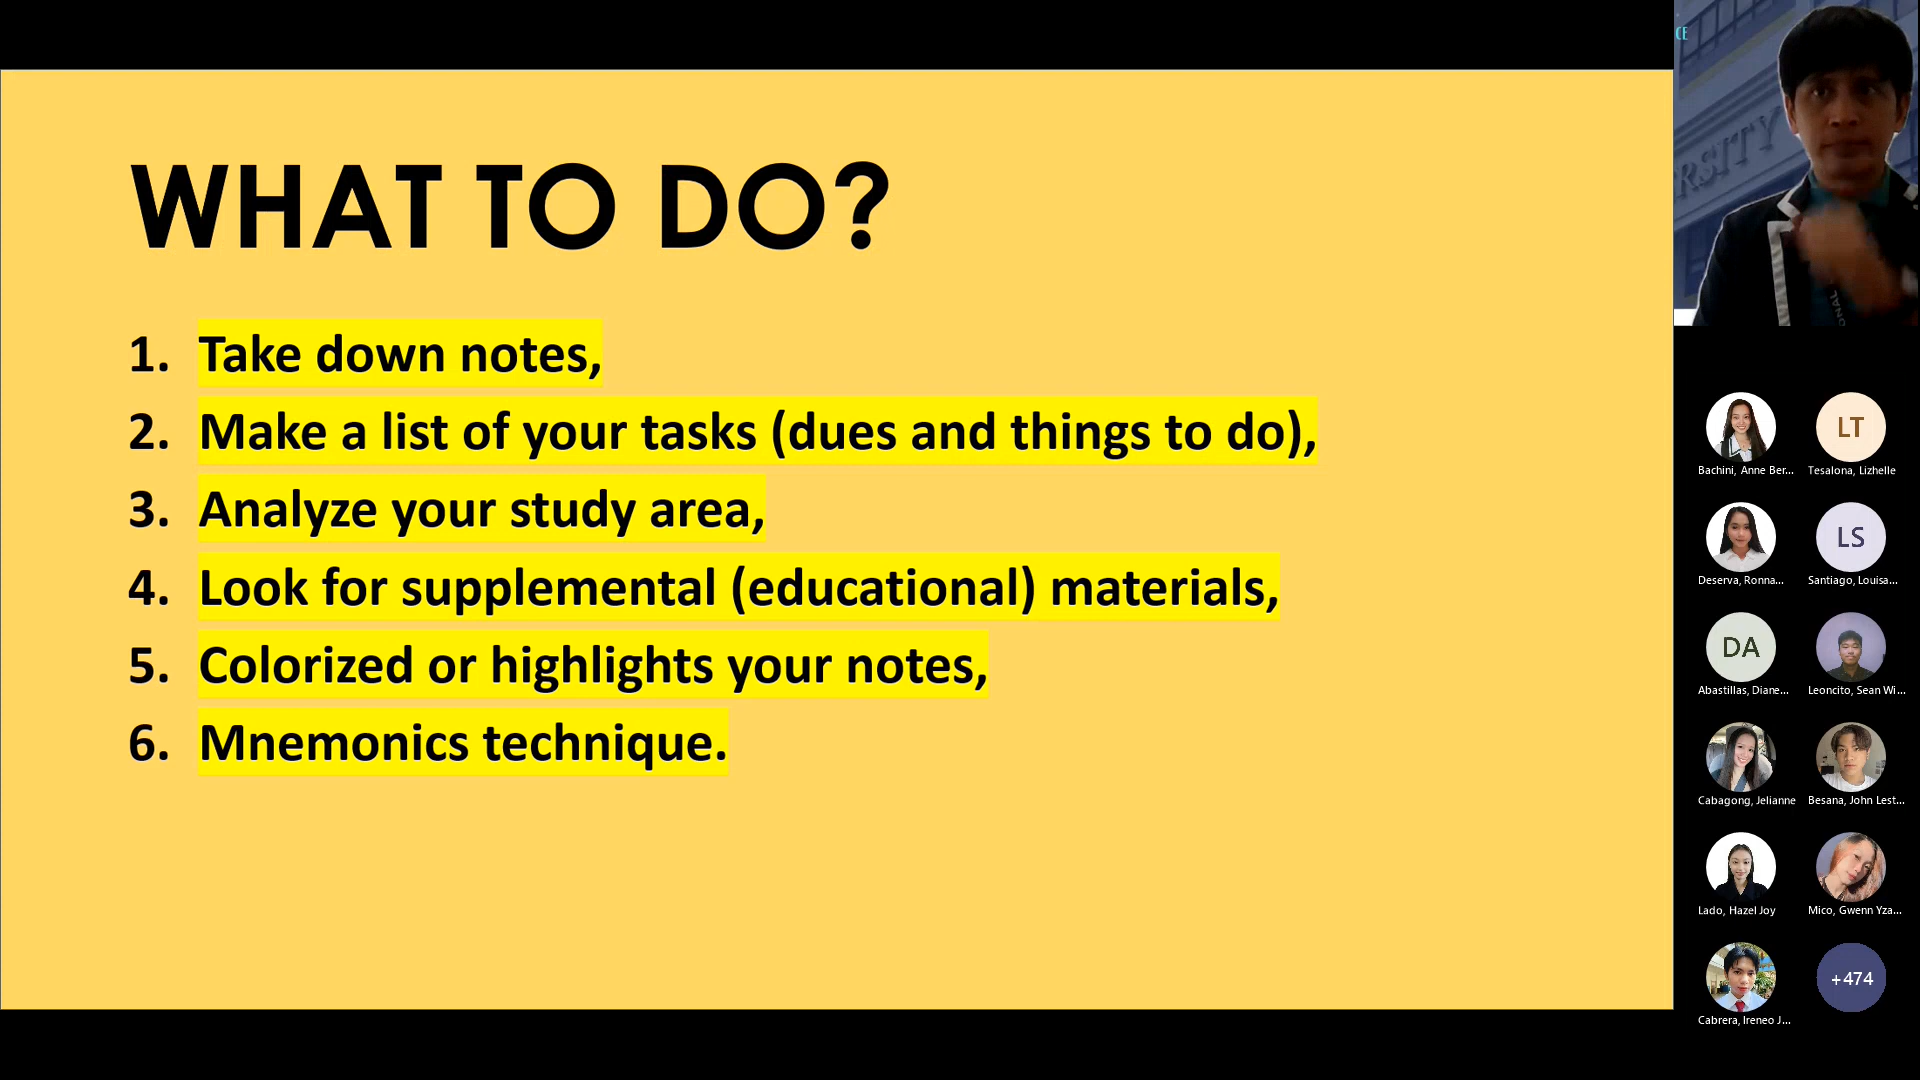 WHAT TO DO?
1. Take down notes,
2. Make a list of your tasks (dues and things to do),
3. Analyze your study area,
4. Look for supplemental (educational) materials,
5. Colorized or highlights your notes,
6. Mnemonics technique.
CE
RSITY
ONAL
Bachini, Anne Ber...
LT
Tesalona, Lizhelle
Deserva, Ronna...
LS
Santiago, Louisa...
DA
Abastillas, Diane...
Leoncito, Sean Wi...
Cabagong, Jelianne
Besana, John Lest...
Lado, Hazel Joy
Mico, Gwenn Yza...
Cabrera, Ireneo J...
+474